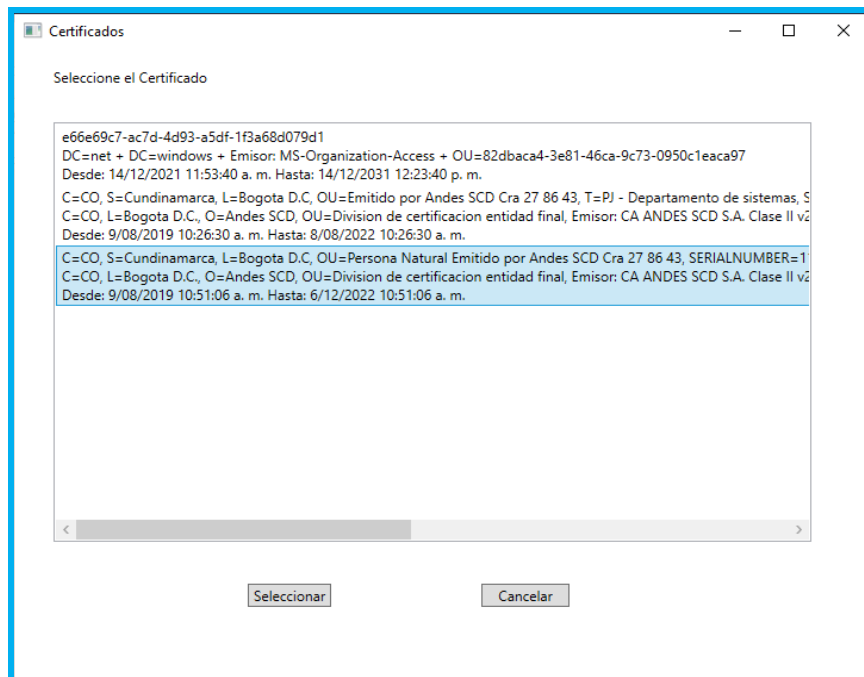 Certificados
Seleccione el Certificado
e66e69c7-ac7d-4d93-a5df-1f3a68d079d1
DC=net + DC=windows + Emisor: MS-Organization-Access + OU=82dbaca4-3e81-46ca-9c73-0950c1eaca97
Desde: 14/12/2021 11:53:40 a. m. Hasta: 14/12/2031 12:23:40 p. m.
C=CO, S=Cundinamarca, L=Bogota D.C, OU=Emitido por Andes SCD Cra 27 86 43, T=PJ - Departamento de sistemas, S
C=CO, L=Bogota D.C., O=Andes SCD, OU=Division de certificacion entidad final, Emisor: CA ANDES SCD S.A. Clase II v2
Desde: 9/08/2019 10:26:30 a. m. Hasta: 8/08/2022 10:26:30 a. m.
C=CO, S=Cundinamarca, L=Bogota D.C, OU=Persona Natural Emitido por Andes SCD Cra 27 86 43, SERIALNUMBER=1
C=CO, L=Bogota D.C., O=Andes SCD, OU=Division de certificacion entidad final, Emisor: CA ANDES SCD S.A. Clase II v2
Desde: 9/08/2019 10:51:06 a. m. Hasta: 6/12/2022 10:51:06 a. m.
Seleccionar
Cancelar